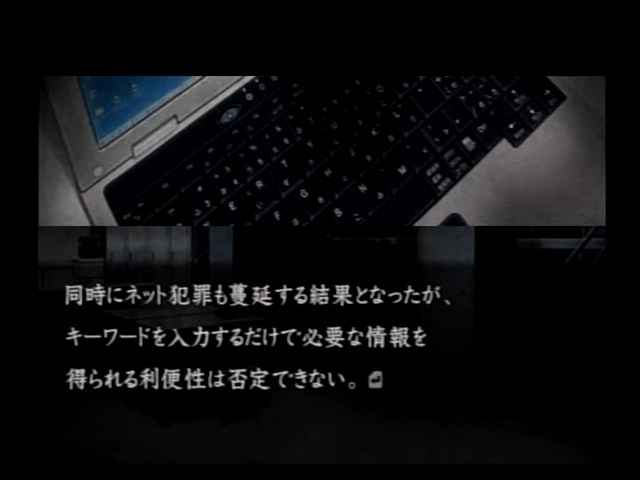 同時にネット犯罪も蔓延する結果となったが、
キーワードを入力するだけで必要な情報を
得られる利便性は否定できない。